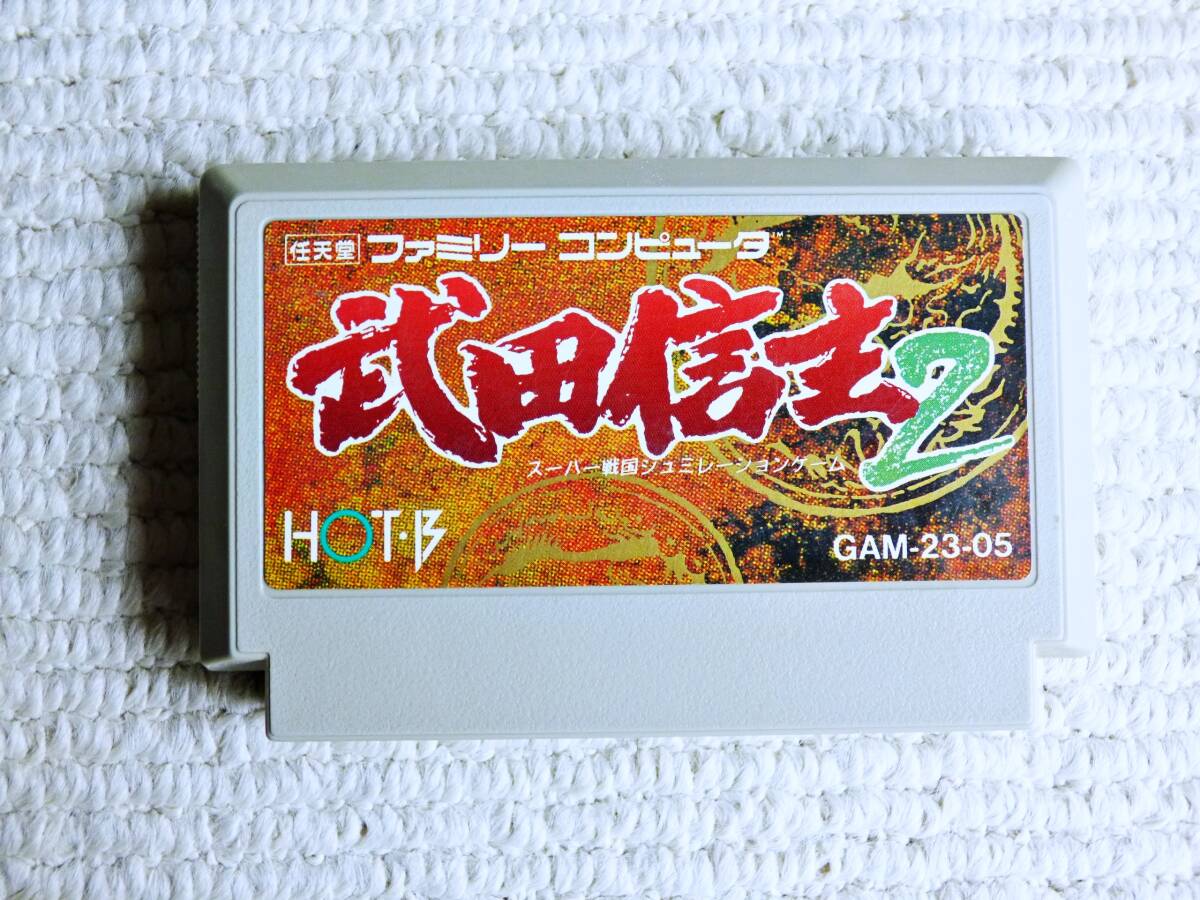 任天堂 ファミリー コンピュータ™
武田信玄2
スーパー戦国シュミレーションゲーム
HOT・B
GAM-23-05